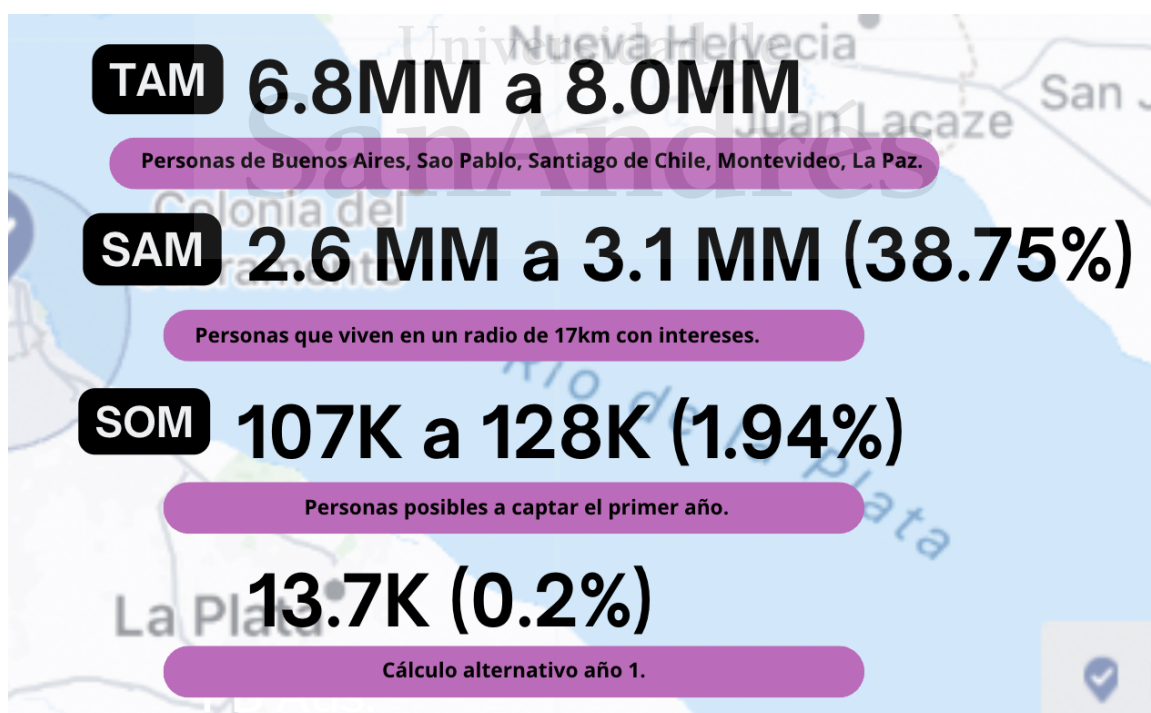 Universidad de
SanAndrés
Nueva Helvecia
TAM 6.8MM a 8.0MM
San J
Juan Lacaze
Personas de Buenos Aires, Sao Pablo, Santiago de Chile, Montevideo, La Paz.
Colonia del
Sacramento
SAM 2.6 MM a 3.1 MM (38.75%)
Personas que viven en un radio de 17km con intereses.
Río de la Plata
SOM 107K a 128K (1.94%)
Personas posibles a captar el primer año.
La Plata
13.7K (0.2%)
Cálculo alternativo año 1.